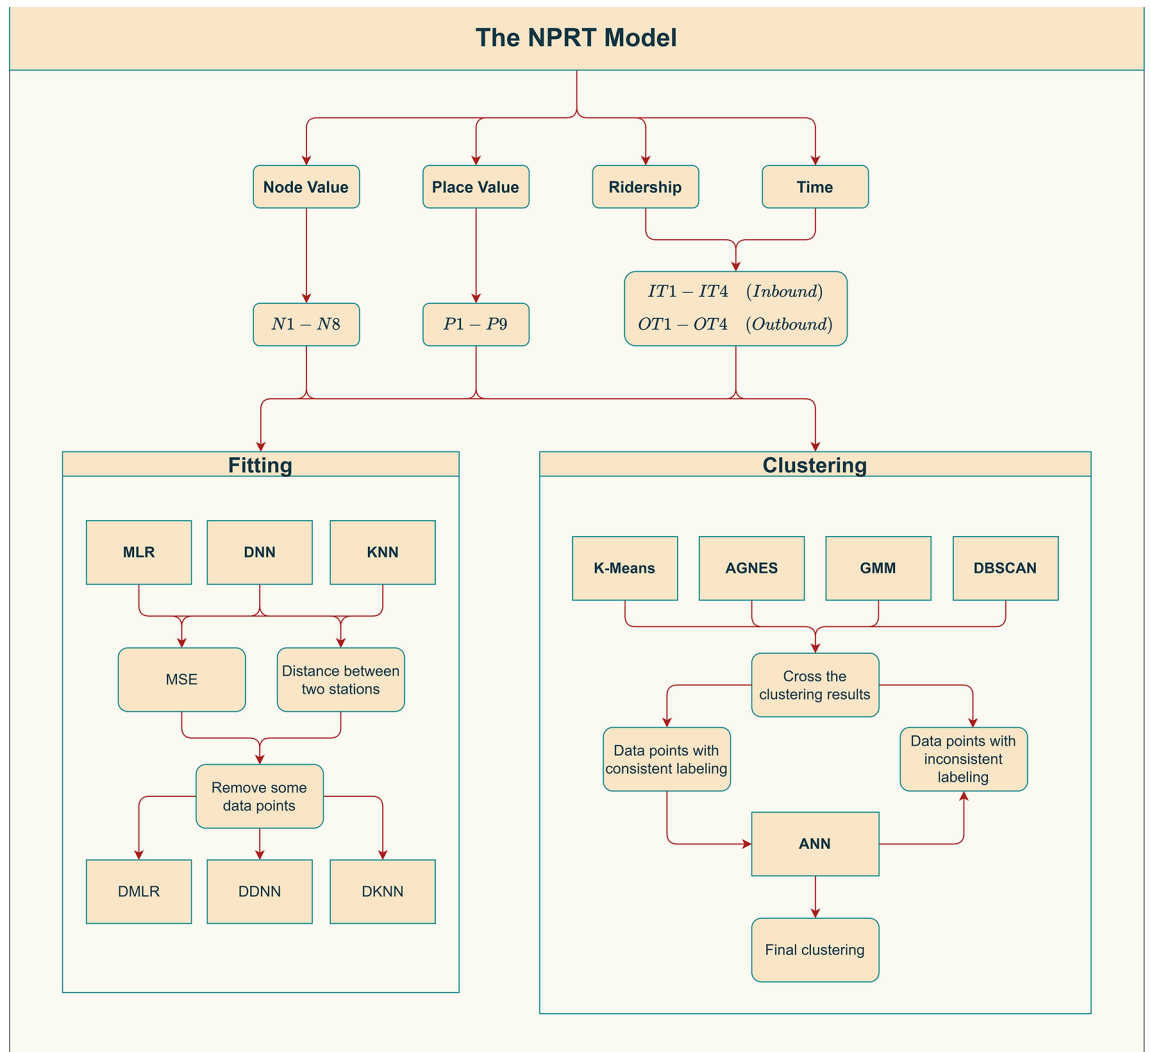 The NPRT Model
Node Value
Place Value
Ridership
Time
N1 − N8
P1 − P9
IT1 − IT4 (Inbound)
OT1 − OT4 (Outbound)
Fitting
MLR
DNN
KNN
MSE
Distance between
two stations
Remove some
data points
DMLR
DDNN
DKNN
Clustering
K-Means
AGNES
GMM
DBSCAN
Cross the
clustering results
Data points with
consistent labeling
Data points with
inconsistent
labeling
ANN
Final clustering